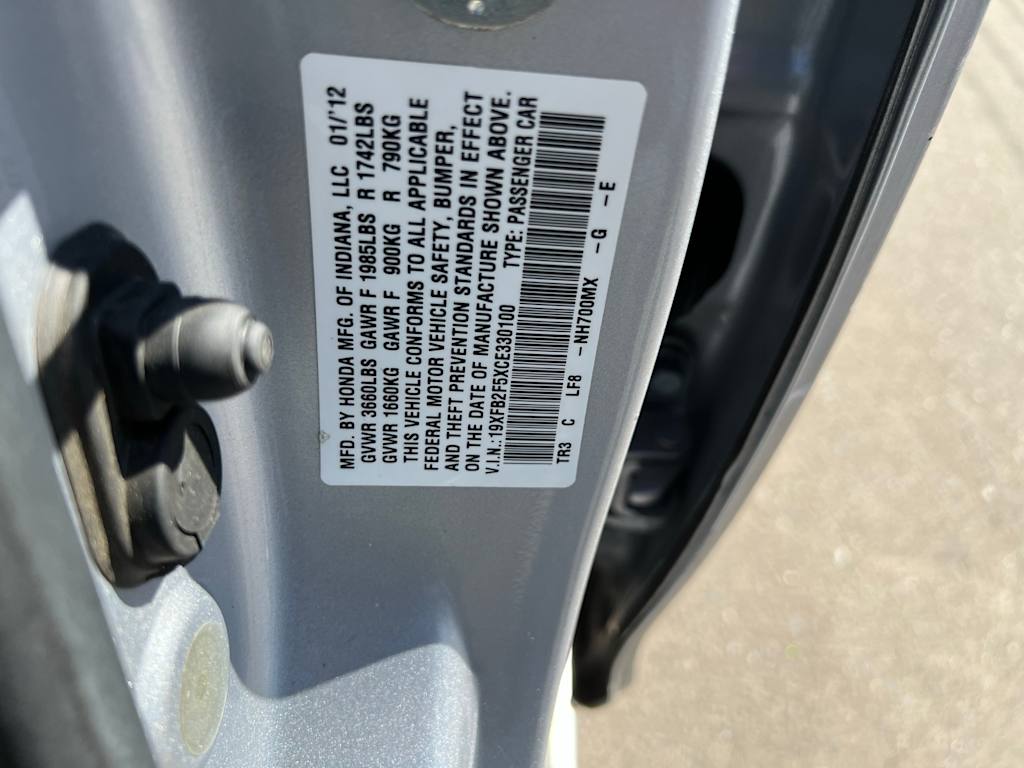 MFD. BY HONDA MFG. OF INDIANA, LLC 01/'12
GVWR 3660LBS GAWR F 1985LBS R 1742LBS
GVWR 1660KG GAWR F 900KG R 790KG
THIS VEHICLE CONFORMS TO ALL APPLICABLE
FEDERAL MOTOR VEHICLE SAFETY, BUMPER,
AND THEFT PREVENTION STANDARDS IN EFFECT
ON THE DATE OF MANUFACTURE SHOWN ABOVE.
V.I.N.:19XFB2F5XCE330100 TYPE: PASSENGER CAR
TR3 C LF8 -NH700MX -G -E